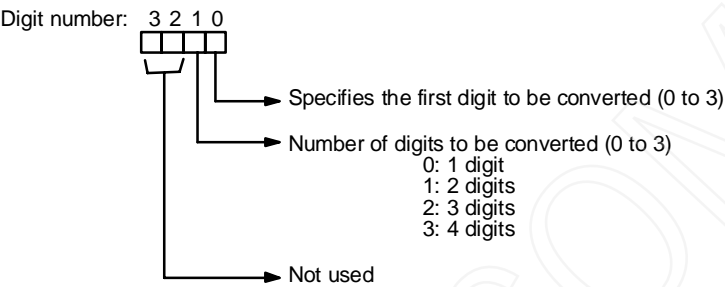 Digit number: 3 2 1 0
Specifies the first digit to be converted (0 to 3)
Number of digits to be converted (0 to 3)
0: 1 digit
1: 2 digits
2: 3 digits
3: 4 digits
Not used